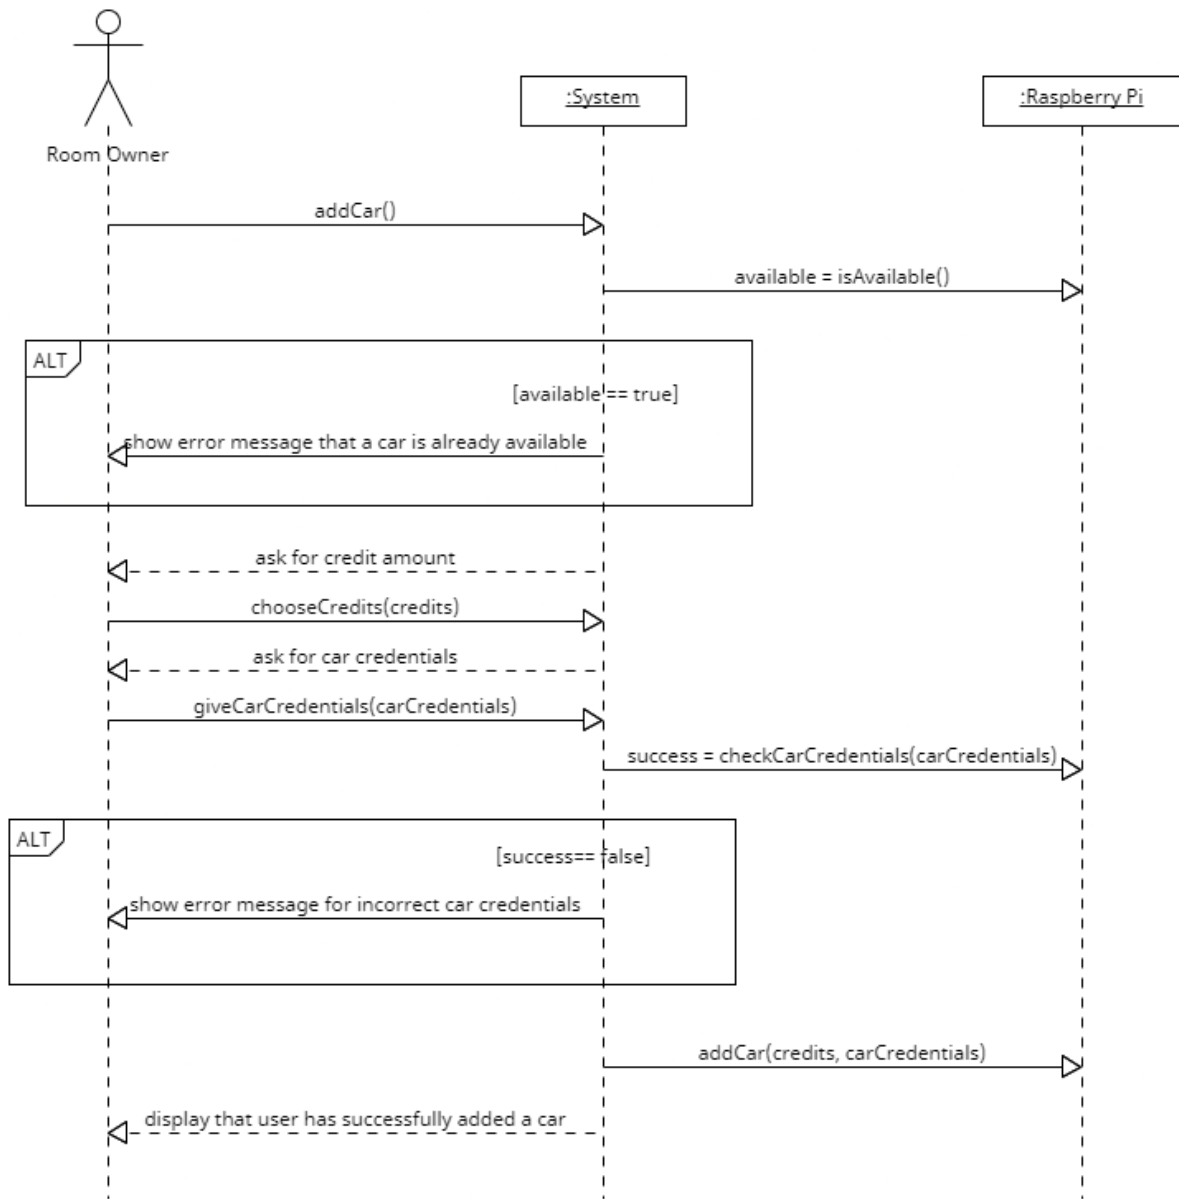 :System
:Raspberry Pi
Room Owner
addCar()
available = isAvailable()
ALT
[available == true]
show error message that a car is already available
ask for credit amount
chooseCredits(credits)
ask for car credentials
giveCarCredentials(carCredentials)
success = checkCarCredentials(carCredentials)
ALT
[success== false]
show error message for incorrect car credentials
addCar(credits, carCredentials)
display that user has successfully added a car